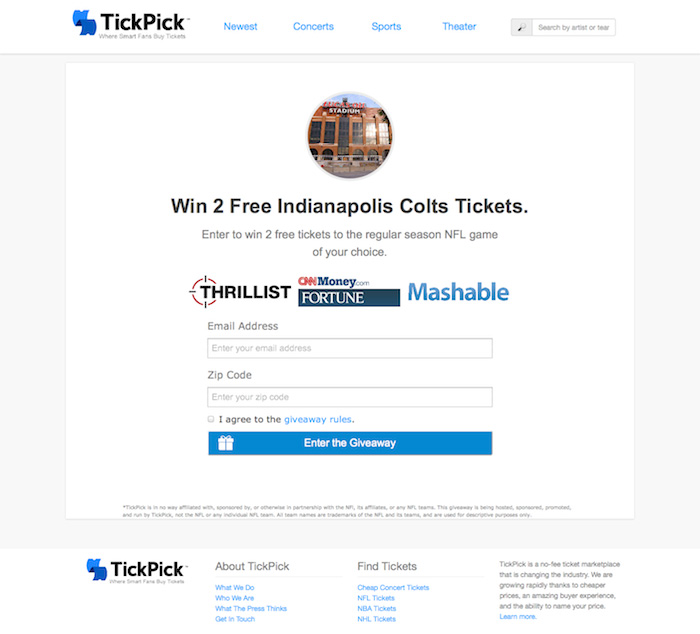 TickPick™
Where Smart Fans Buy Tickets
Newest
Concerts
Sports
Theater
Search by artist or tear
STADIUM
Win 2 Free Indianapolis Colts Tickets.
Enter to win 2 free tickets to the regular season NFL game
of your choice.
THRILLIST
CNNMoney.com
FORTUNE
Mashable
Email Address
Enter your email address
Zip Code
Enter your zip code
I agree to the giveaway rules.
Enter the Giveaway
*TickPick is in no way affiliated with, sponsored by, or otherwise in partnership with the NFL its affiliates, or any NFL teams. This giveaway is being hosted, sponsored, promoted,
and run by TickPick, not the NFL or any individual NFL team. All team names are trademarks of the NFL and its teams, and are used for descriptive purposes only.
TickPick™
Where Smart Fans Buy Tickets
About TickPick
What We Do
Who We Are
What The Press Thinks
Get In Touch
Find Tickets
Cheap Concert Tickets
NFL Tickets
NBA Tickets
NHL Tickets
TickPick is a no-fee ticket marketplace
that is changing the industry. We are
growing rapidly thanks to cheaper
prices, an amazing buyer experience,
and the ability to name your price.
Learn more.